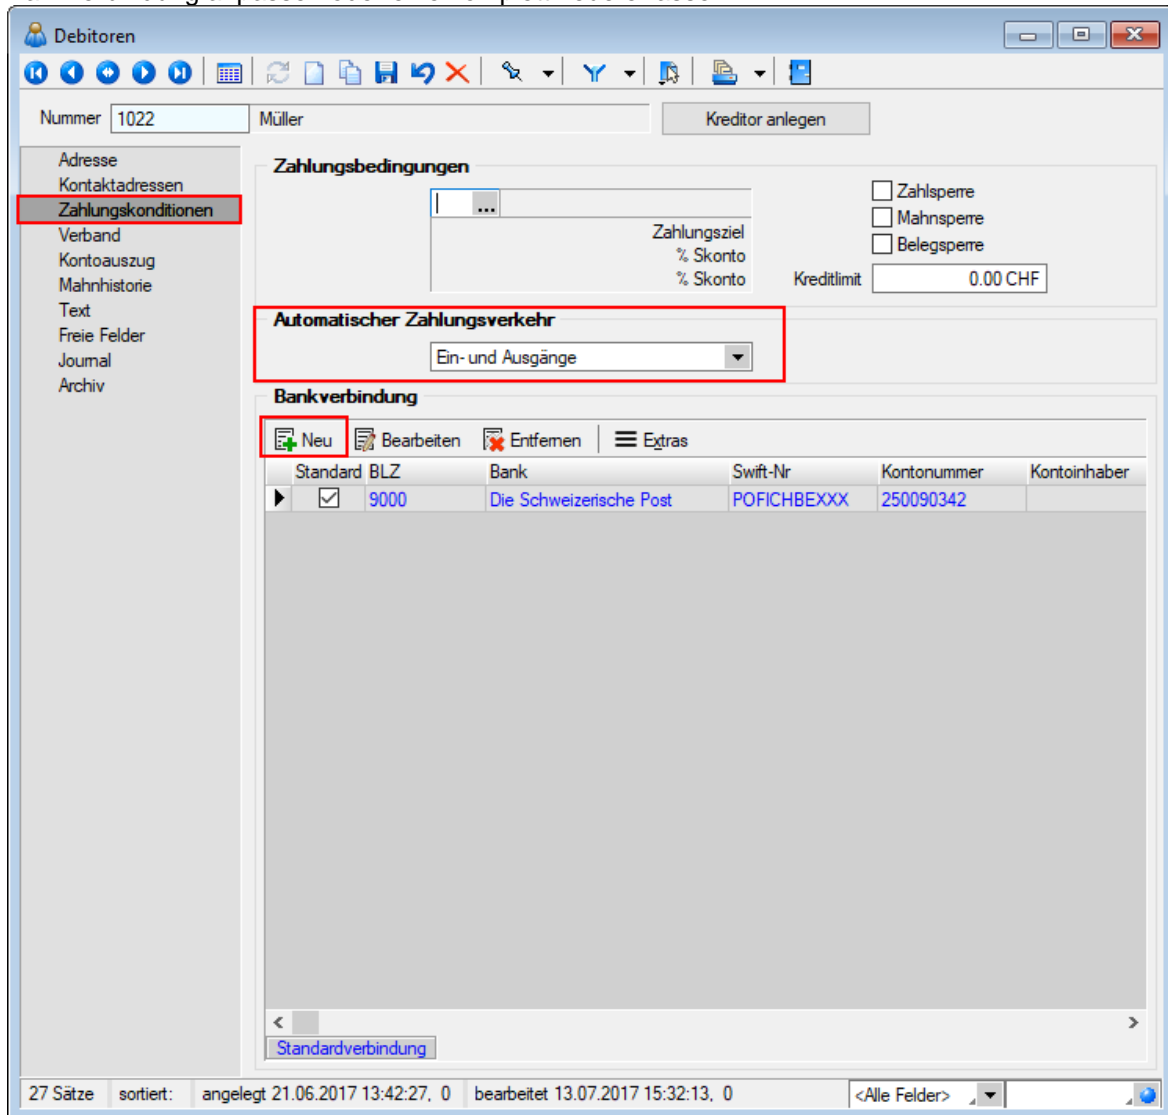 Debitoren
Nummer 1022 Müller Kreditor anlegen
Adresse
Kontaktadressen
Zahlungskonditionen
Verband
Kontoauszug
Mahnhistorie
Text
Freie Felder
Journal
Archiv
Zahlungsbedingungen
...
Zahlungsziel
% Skonto
% Skonto
Zahlsperre
Mahnsperre
Belegsperre
Kreditlimit 0.00 CHF
Automatischer Zahlungsverkehr
Ein- und Ausgänge
Bankverbindung
Neu Bearbeiten Entfernen Extras
Standard BLZ Bank Swift-Nr Kontonummer Kontoinhaber
9000 Die Schweizerische Post POFICHBEXXX 250090342
Standardverbindung
27 Sätze sortiert: angelegt 21.06.2017 13:42:27, 0 bearbeitet 13.07.2017 15:32:13, 0 <Alle Felder>